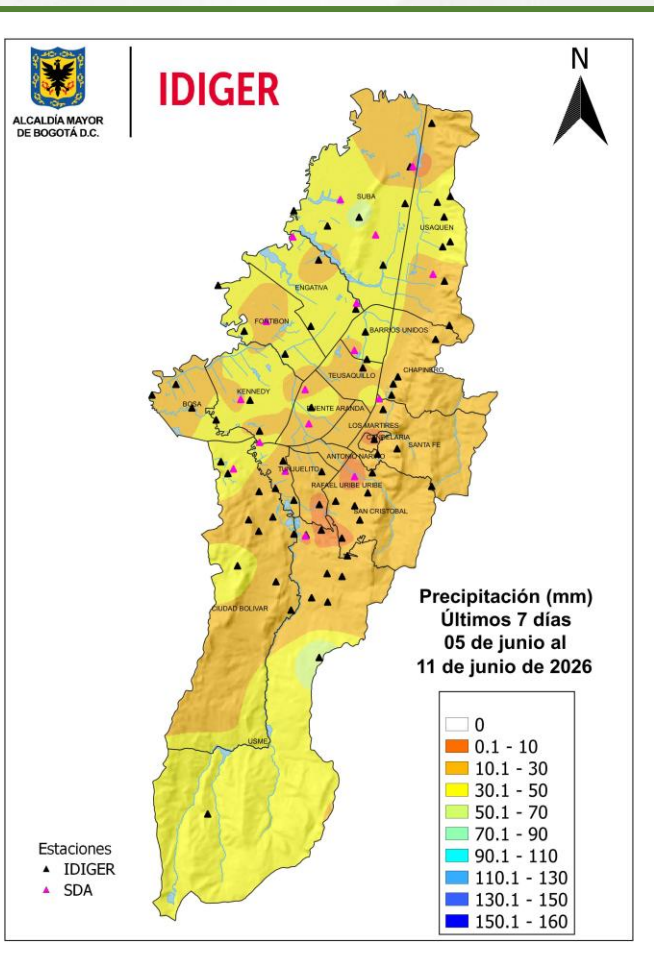 ALCALDÍA MAYOR
DE BOGOTÁ D.C.
IDIGER
N
SUBA
USAQUEN
ENGATIVA
FONTIBON
BARRIOS UNIDOS
TEUSAQUILLO
CHAPINERO
KENNEDY
BOSA
PUENTE ARANDA
LOS MARTIRES
CANDELARIA
SANTA FE
ANTONIO NARIÑO
TUNJUELITO
RAFAEL URIBE URIBE
SAN CRISTOBAL
CIUDAD BOLIVAR
USME
Precipitación (mm)
Últimos 7 días
05 de junio al
11 de junio de 2026
0
0.1 - 10
10.1 - 30
30.1 - 50
50.1 - 70
70.1 - 90
90.1 - 110
110.1 - 130
130.1 - 150
150.1 - 160
Estaciones
IDIGER
SDA